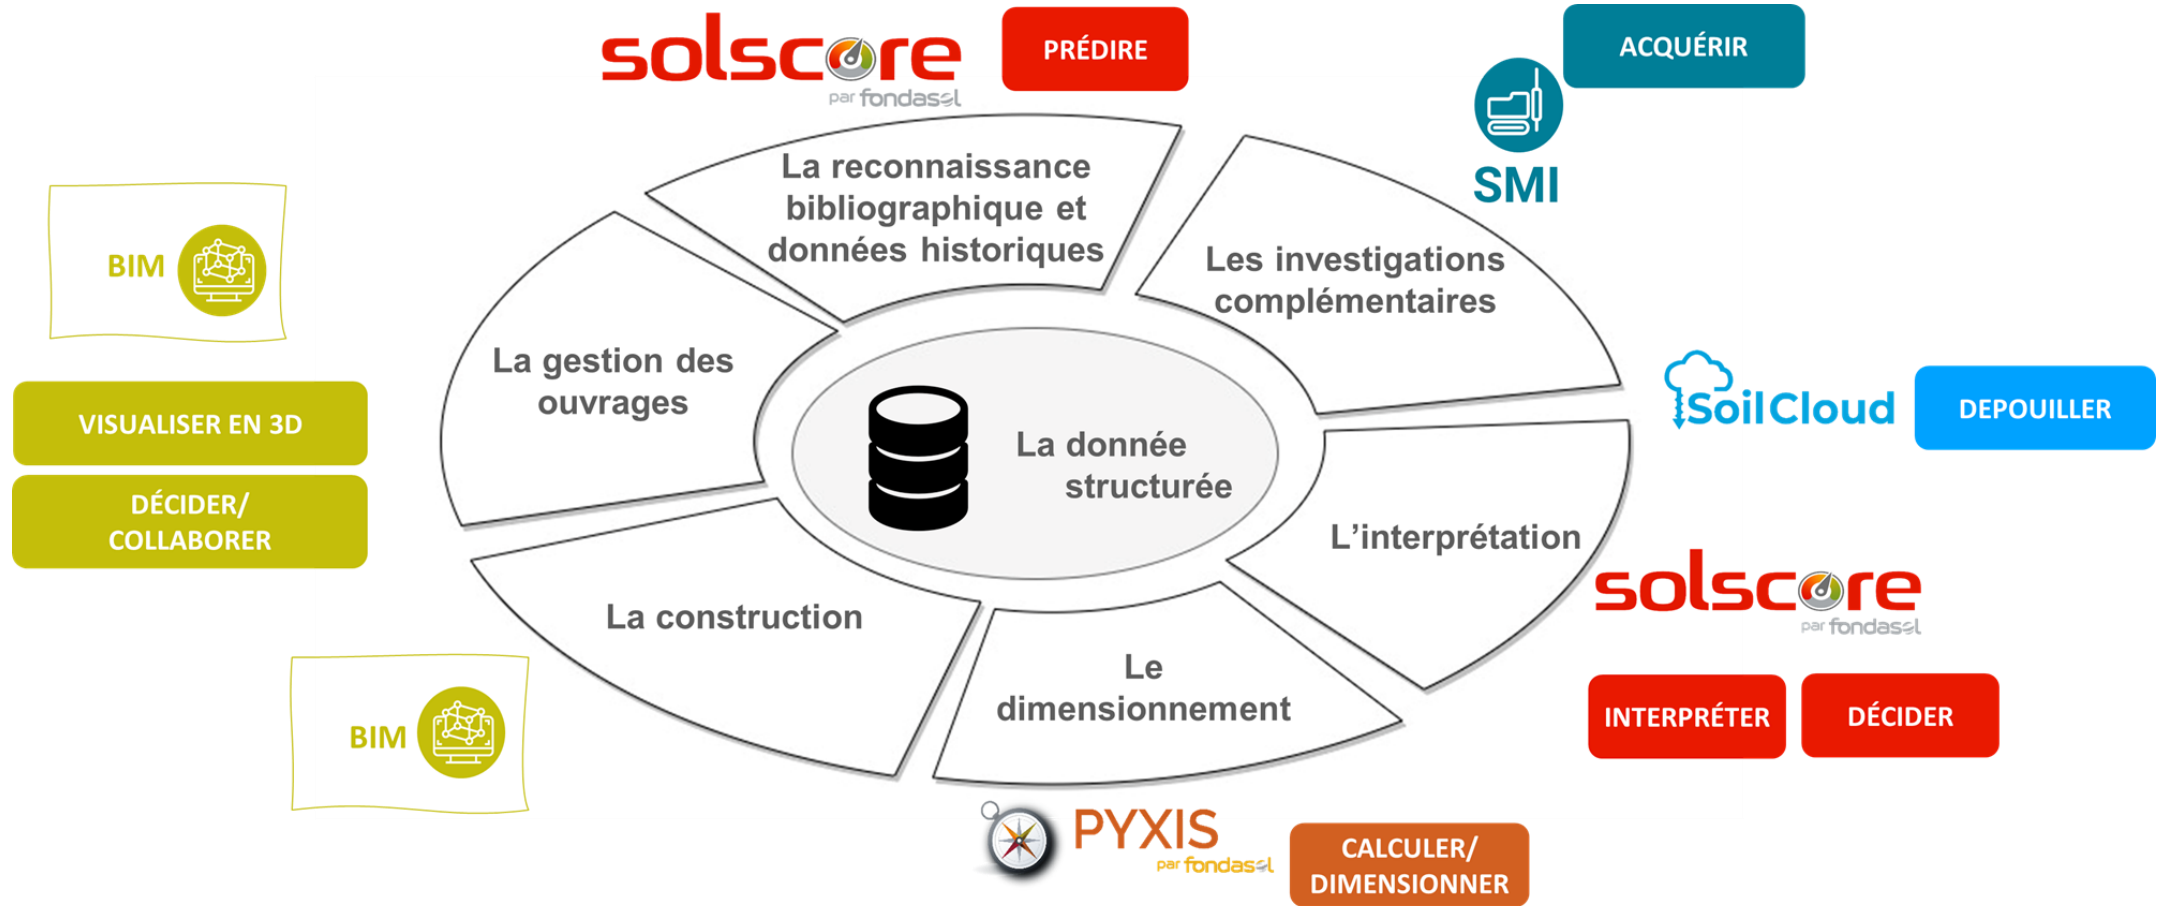 solscore
par fondasol
PRÉDIRE
ACQUÉRIR
SMI
La reconnaissance
bibliographique et
données historiques
Les investigations
complémentaires
BIM
La gestion des
ouvrages
VISUALISER EN 3D
DÉCIDER/
COLLABORER
La donnée
structurée
SoilCloud
DEPOUILLER
L’interprétation
solscore
par fondasol
INTERPRÉTER
DÉCIDER
La construction
Le
dimensionnement
BIM
PYXIS
par fondasol
CALCULER/
DIMENSIONNER